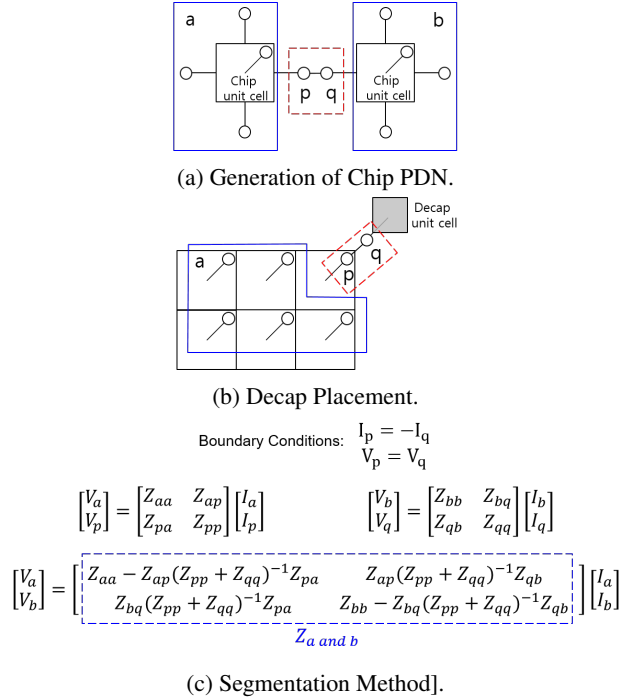 a
b
Chip
unit cell
p
q
Chip
unit cell
(a) Generation of Chip PDN.
Decap
unit cell
a
p
q
(b) Decap Placement.
Boundary Conditions: I_p = −I_q
V_p = V_q
[V_a V_p] = [Z_aa Z_ap; Z_pa Z_pp] [I_a I_p]
[V_b V_q] = [Z_bb Z_bq; Z_qb Z_qq] [I_b I_q]
[V_a V_b] = [Z_aa − Z_ap(Z_pp + Z_qq)^−1 Z_pa Z_ap(Z_pp + Z_qq)^−1 Z_qb; Z_bq(Z_pp + Z_qq)^−1 Z_pa Z_bb − Z_bq(Z_pp + Z_qq)^−1 Z_qb] [I_a I_b]
Z_a and b
(c) Segmentation Method].